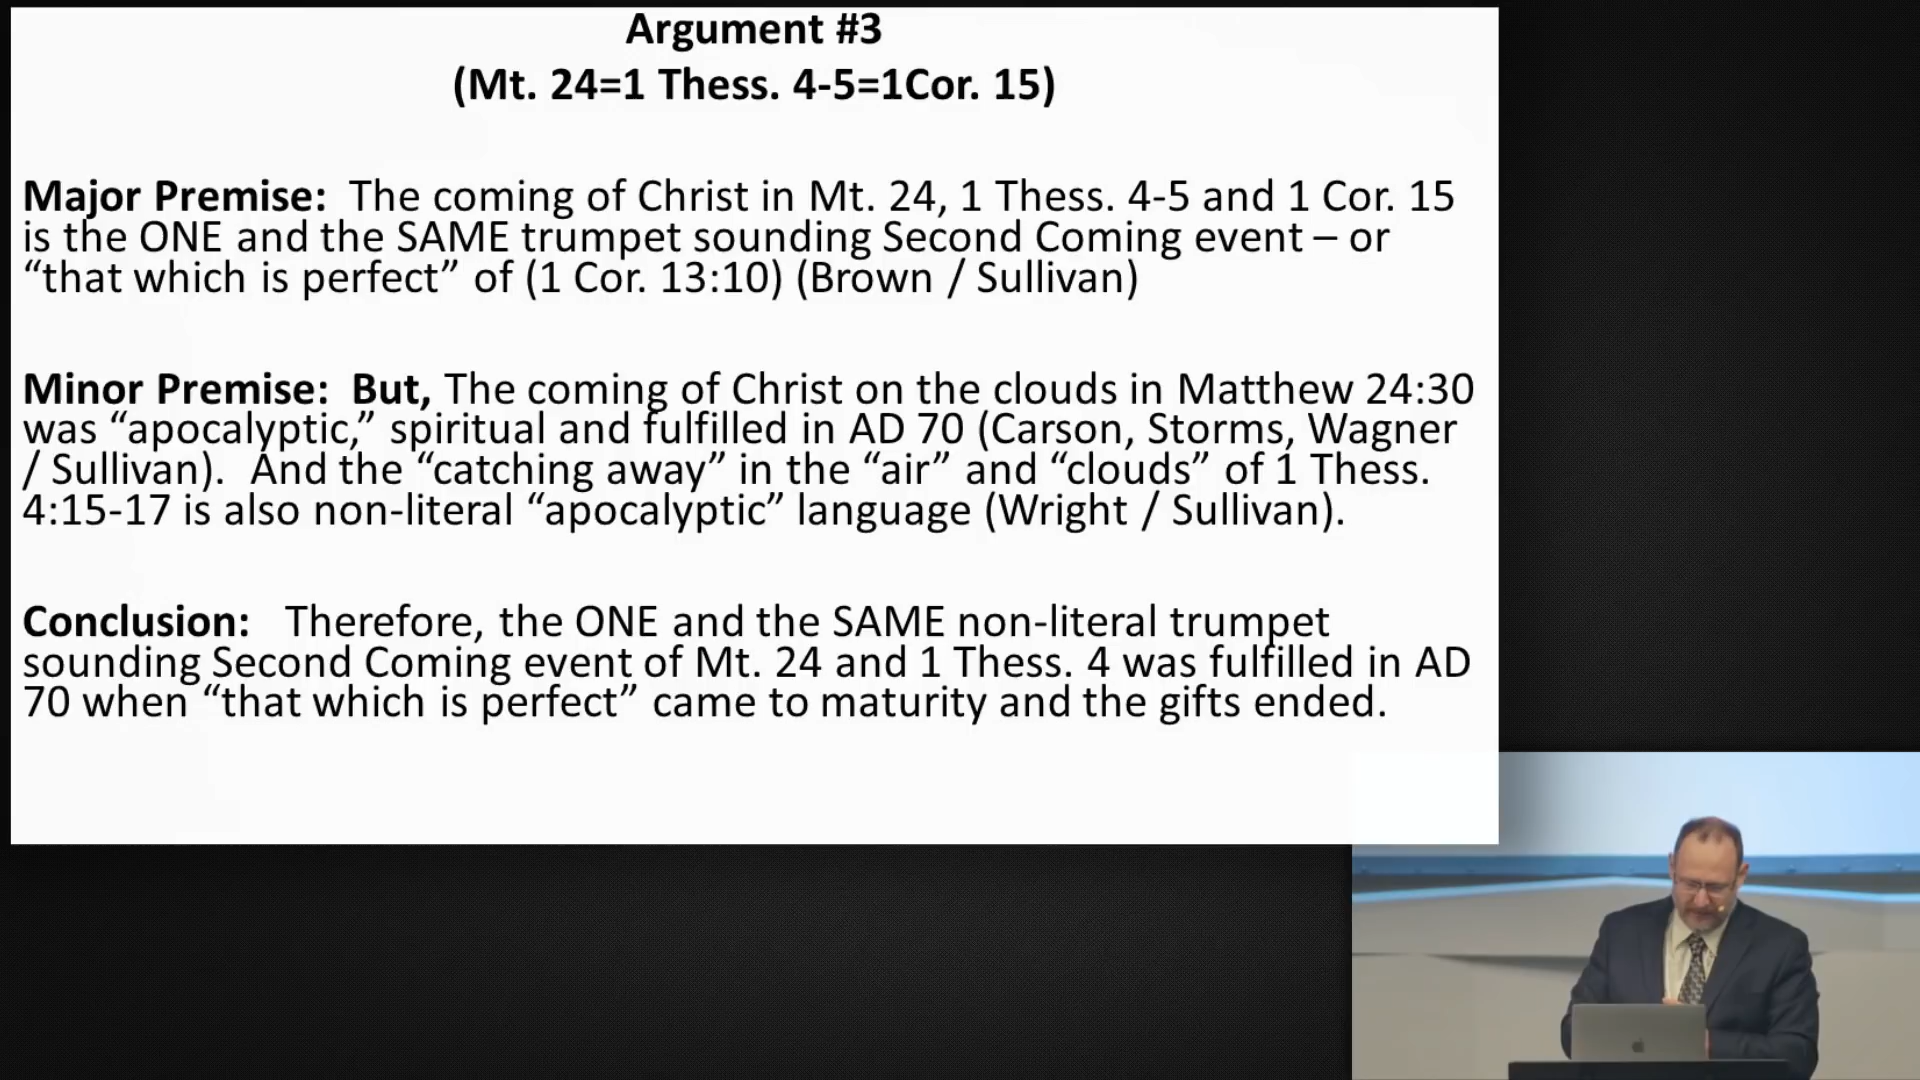 Argument #3
(Mt. 24=1 Thess. 4-5=1Cor. 15)
Major Premise: The coming of Christ in Mt. 24, 1 Thess. 4-5 and 1 Cor. 15
is the ONE and the SAME trumpet sounding Second Coming event – or
“that which is perfect” of (1 Cor. 13:10) (Brown / Sullivan)
Minor Premise: But, The coming of Christ on the clouds in Matthew 24:30
was “apocalyptic,” spiritual and fulfilled in AD 70 (Carson, Storms, Wagner
/ Sullivan). And the “catching away” in the “air” and “clouds” of 1 Thess.
4:15-17 is also non-literal “apocalyptic” language (Wright / Sullivan).
Conclusion: Therefore, the ONE and the SAME non-literal trumpet
sounding Second Coming event of Mt. 24 and 1 Thess. 4 was fulfilled in AD
70 when “that which is perfect” came to maturity and the gifts ended.